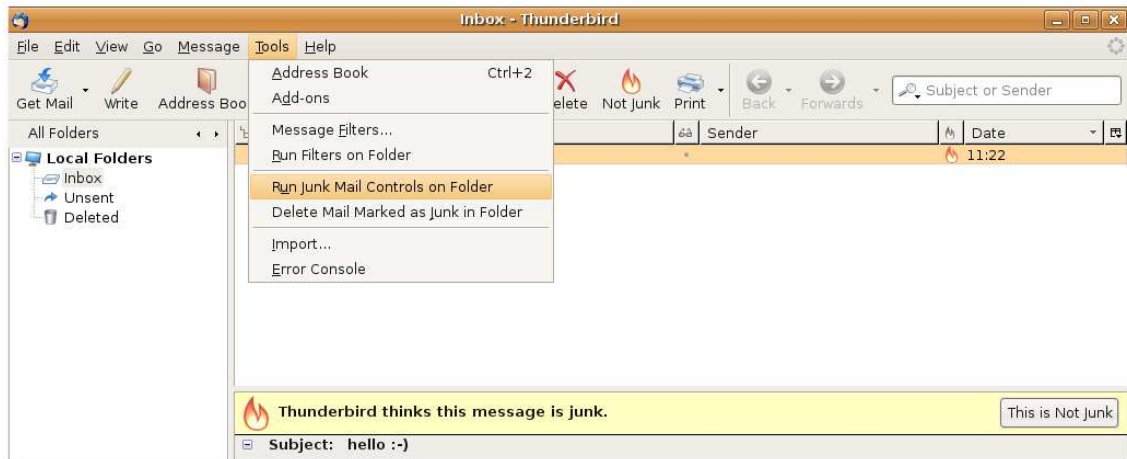 Inbox - Thunderbird
File Edit View Go Message Tools Help
Get Mail Write Address Boo elete Not Junk Print Back Forwards Subject or Sender
Address Book Ctrl+2
Add-ons
Message Filters...
Run Filters on Folder
Run Junk Mail Controls on Folder
Delete Mail Marked as Junk in Folder
Import...
Error Console
All Folders Sender Date
Local Folders 11:22
Inbox
Unsent
Deleted
Thunderbird thinks this message is junk. This is Not Junk
Subject: hello :-)